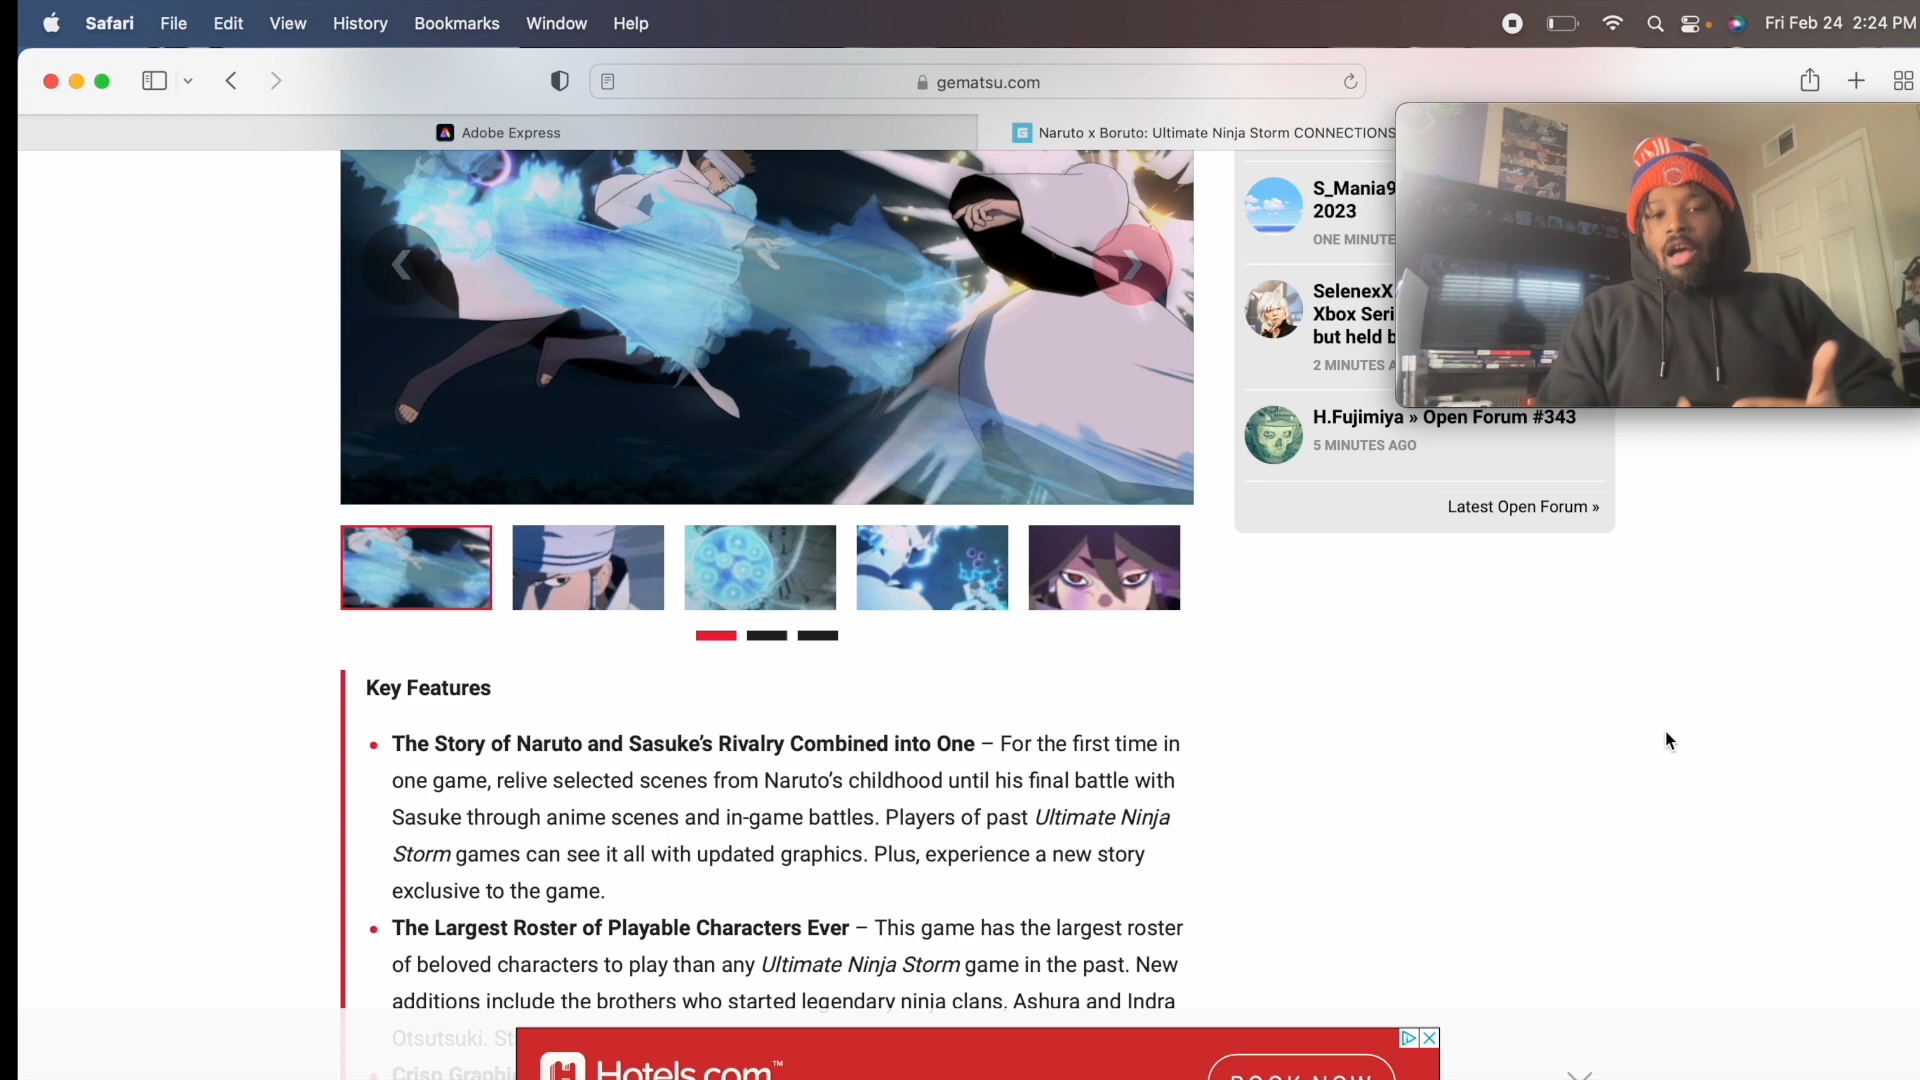 Safari File Edit View History Bookmarks Window Help Fri Feb 24 2:24 PM
gematsu.com
Adobe Express
Naruto x Boruto: Ultimate Ninja Storm CONNECTIONS
S_Mania9
2023
ONE MINUTE
SelenexX
Xbox Seri
but held b
2 MINUTES A
H.Fujimiya » Open Forum #343
5 MINUTES AGO
Latest Open Forum »
Key Features
• The Story of Naruto and Sasuke’s Rivalry Combined into One – For the first time in
one game, relive selected scenes from Naruto’s childhood until his final battle with
Sasuke through anime scenes and in-game battles. Players of past Ultimate Ninja
Storm games can see it all with updated graphics. Plus, experience a new story
exclusive to the game.
• The Largest Roster of Playable Characters Ever – This game has the largest roster
of beloved characters to play than any Ultimate Ninja Storm game in the past. New
additions include the brothers who started legendary ninja clans, Ashura and Indra
Otsutsuki. St
• Crisp Graphi
Hotels.com™
BOOK NOW